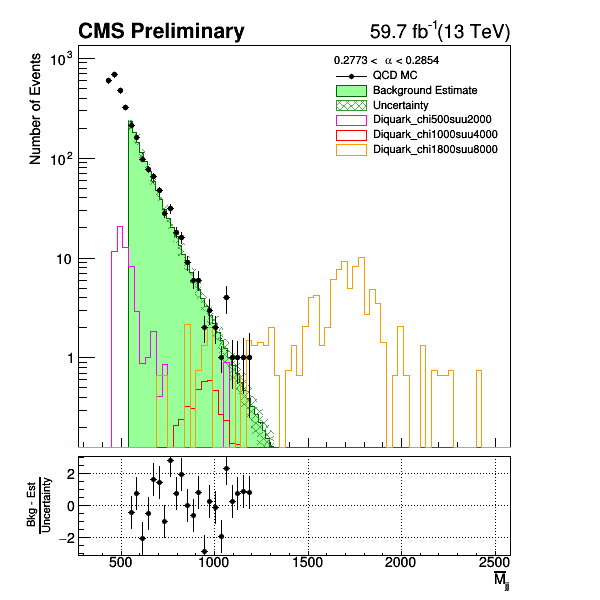 CMS Preliminary 59.7 fb⁻¹(13 TeV)
0.2773 < α < 0.2854
QCD MC
Background Estimate
Uncertainty
Diquark_chi500suu2000
Diquark_chi1000suu4000
Diquark_chi1800suu8000
Number of Events
10³
10²
10
1
Bkg - Est
Uncertainty
2
0
−2
500 1000 1500 2000 2500
M̅jj